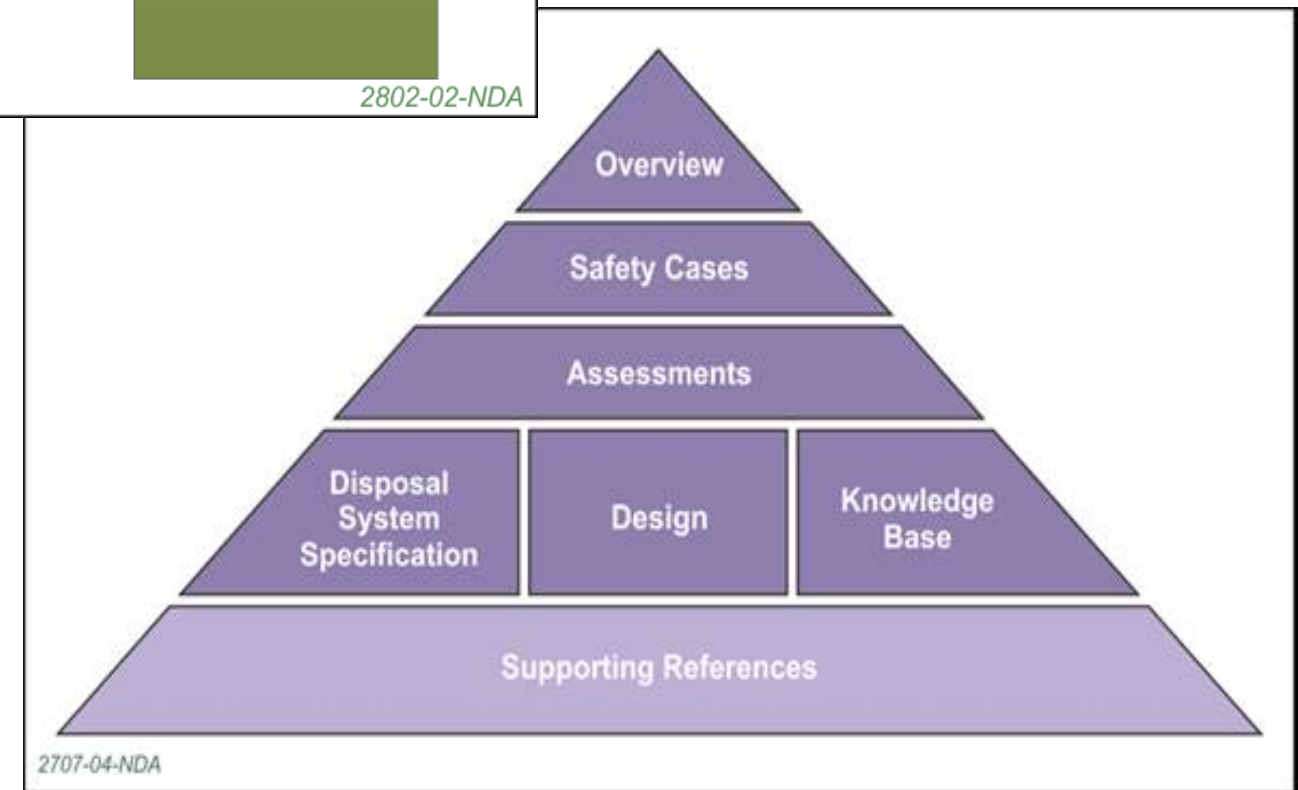 2802-02-NDA
Overview
Safety Cases
Assessments
Disposal
System
Specification
Design
Knowledge
Base
Supporting References
2707-04-NDA